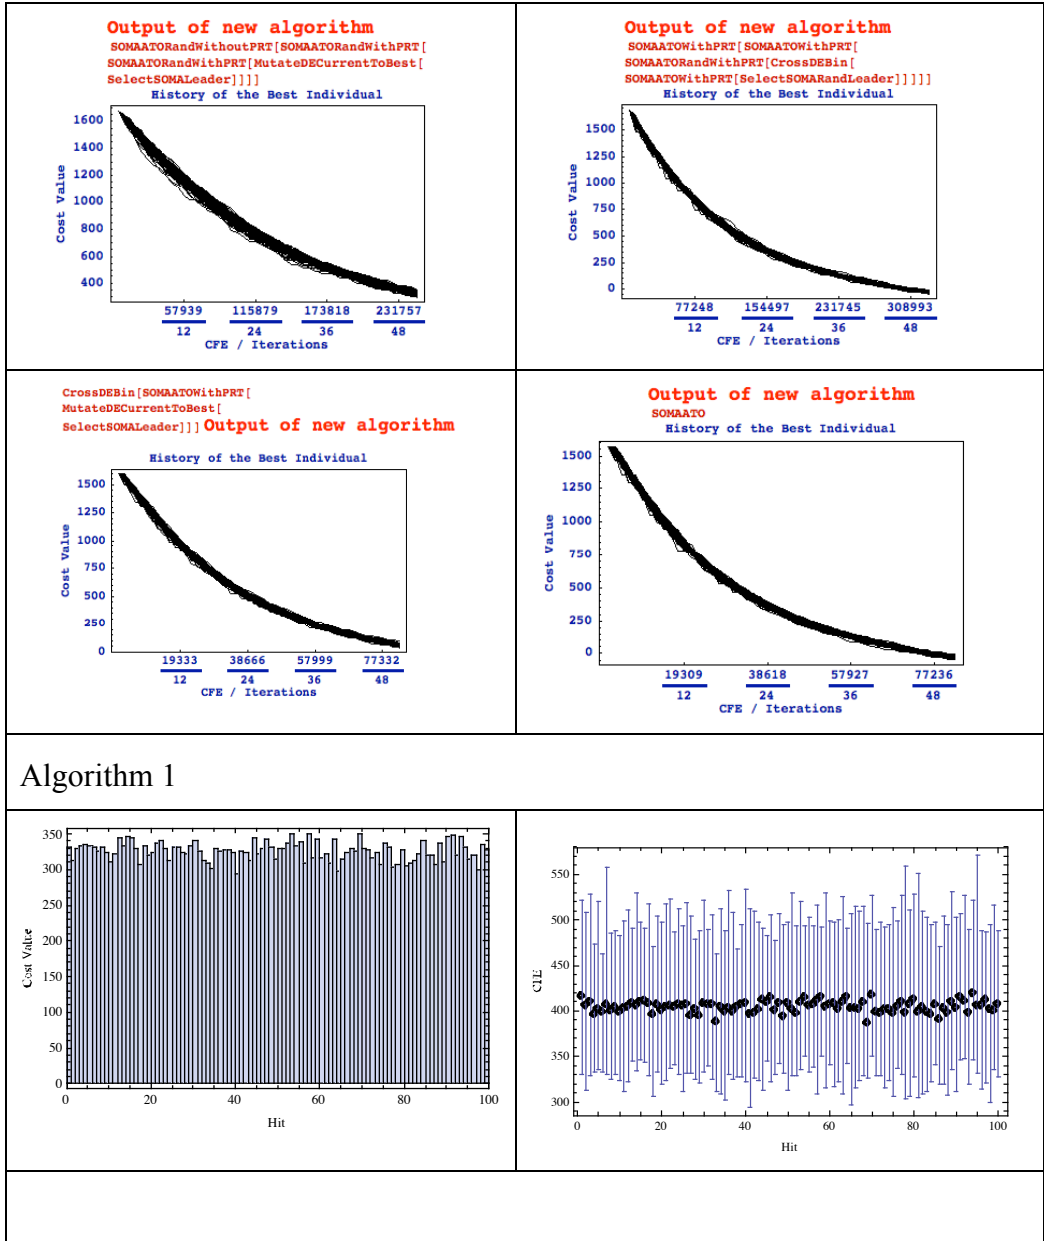 Output of new algorithm
SOMAATORandWithoutPRT[SOMAATORandWithPRT[
SOMAATORandWithPRT[MutateDECurrentToBest[
SelectSOMALeader]]]]
History of the Best Individual
1600
1400
1200
1000
800
600
400
Cost Value
57939 115879 173818 231757
12 24 36 48
CFE / Iterations
Output of new algorithm
SOMAATOWithPRT[SOMAATOWithPRT[
SOMAATORandWithPRT[CrossDEBin[
SOMAATOWithPRT[SelectSOMARandLeader]]]]]
History of the Best Individual
1500
1250
1000
750
500
250
0
Cost Value
77248 154497 231745 308993
12 24 36 48
CFE / Iterations
CrossDEBin[SOMAATOWithPRT[
MutateDECurrentToBest[
SelectSOMALeader]]] Output of new algorithm
History of the Best Individual
1500
1250
1000
750
500
250
0
Cost Value
19333 38666 57999 77332
12 24 36 48
CFE / Iterations
Output of new algorithm
SOMAATO
History of the Best Individual
1500
1250
1000
750
500
250
0
Cost Value
19309 38618 57927 77236
12 24 36 48
CFE / Iterations
Algorithm 1
350
300
250
200
150
100
50
0
Cost Value
0 20 40 60 80 100
Hit
550
500
450
400
350
300
CFE
0 20 40 60 80 100
Hit